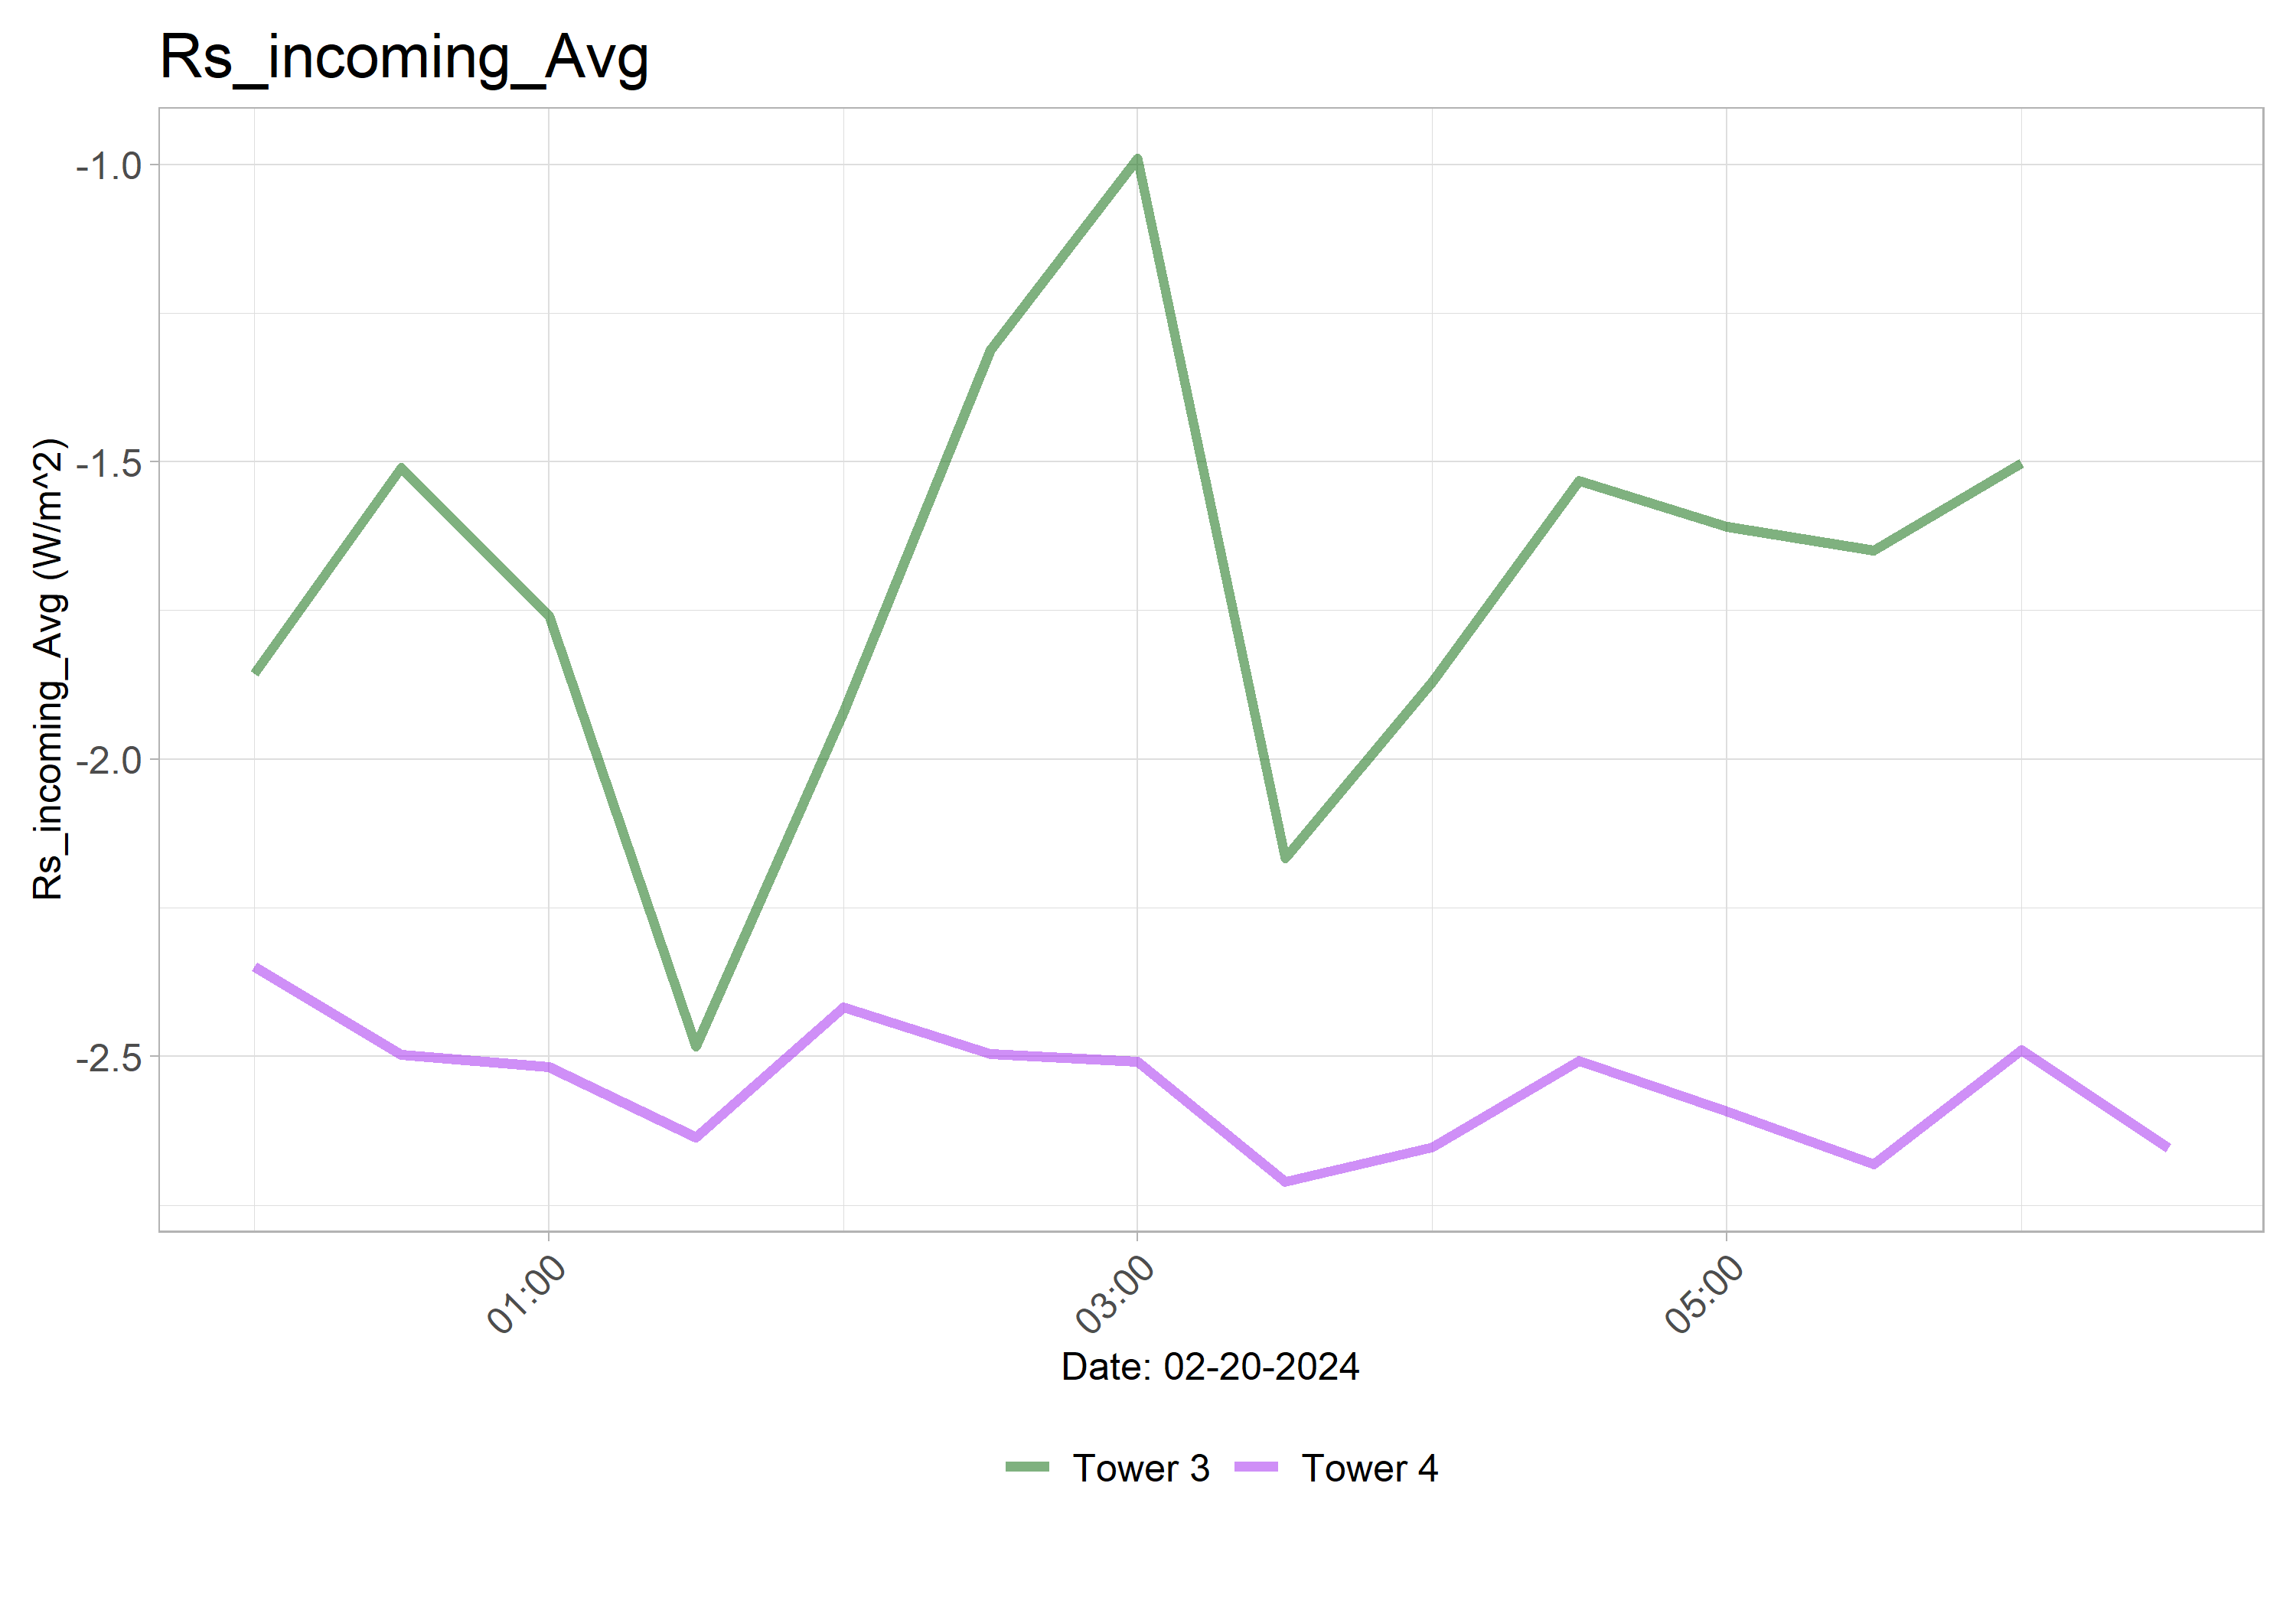 Rs_incoming_Avg
Rs_incoming_Avg (W/m^2)
-1.0
-1.5
-2.0
-2.5
01:00
03:00
05:00
Date: 02-20-2024
Tower 3
Tower 4